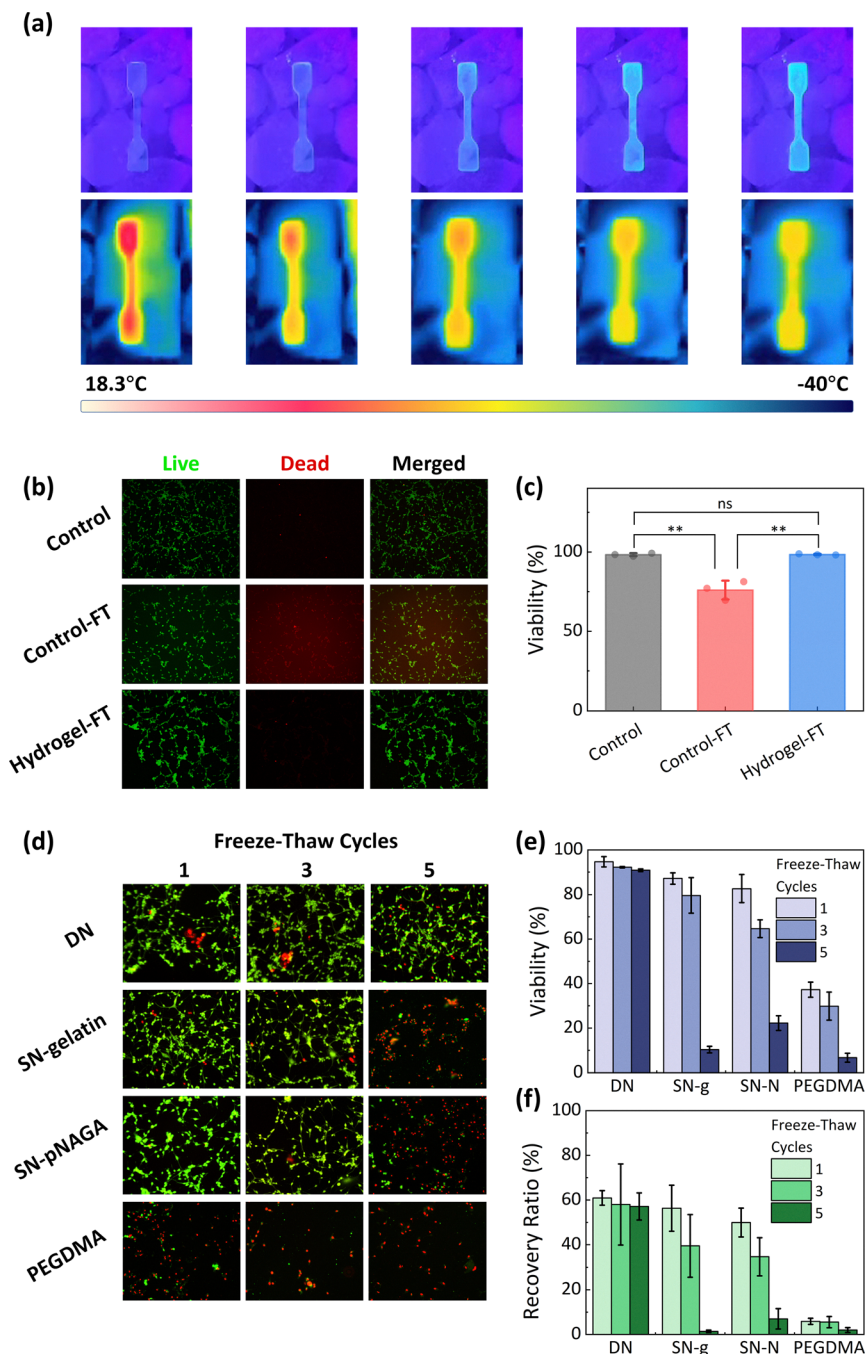 (a)
18.3°C -40°C
(b)
Live Dead Merged
Control
Control-FT
Hydrogel-FT
(c)
Viability (%)
100
50
0
ns
** **
Control Control-FT Hydrogel-FT
(d)
Freeze-Thaw Cycles
1 3 5
DN
SN-gelatin
SN-pNAGA
PEGDMA
(e)
Viability (%)
100
80
60
40
20
0
Freeze-Thaw
Cycles
1
3
5
DN SN-g SN-N PEGDMA
(f)
Recovery Ratio (%)
100
80
60
40
20
0
Freeze-Thaw
Cycles
1
3
5
DN SN-g SN-N PEGDMA